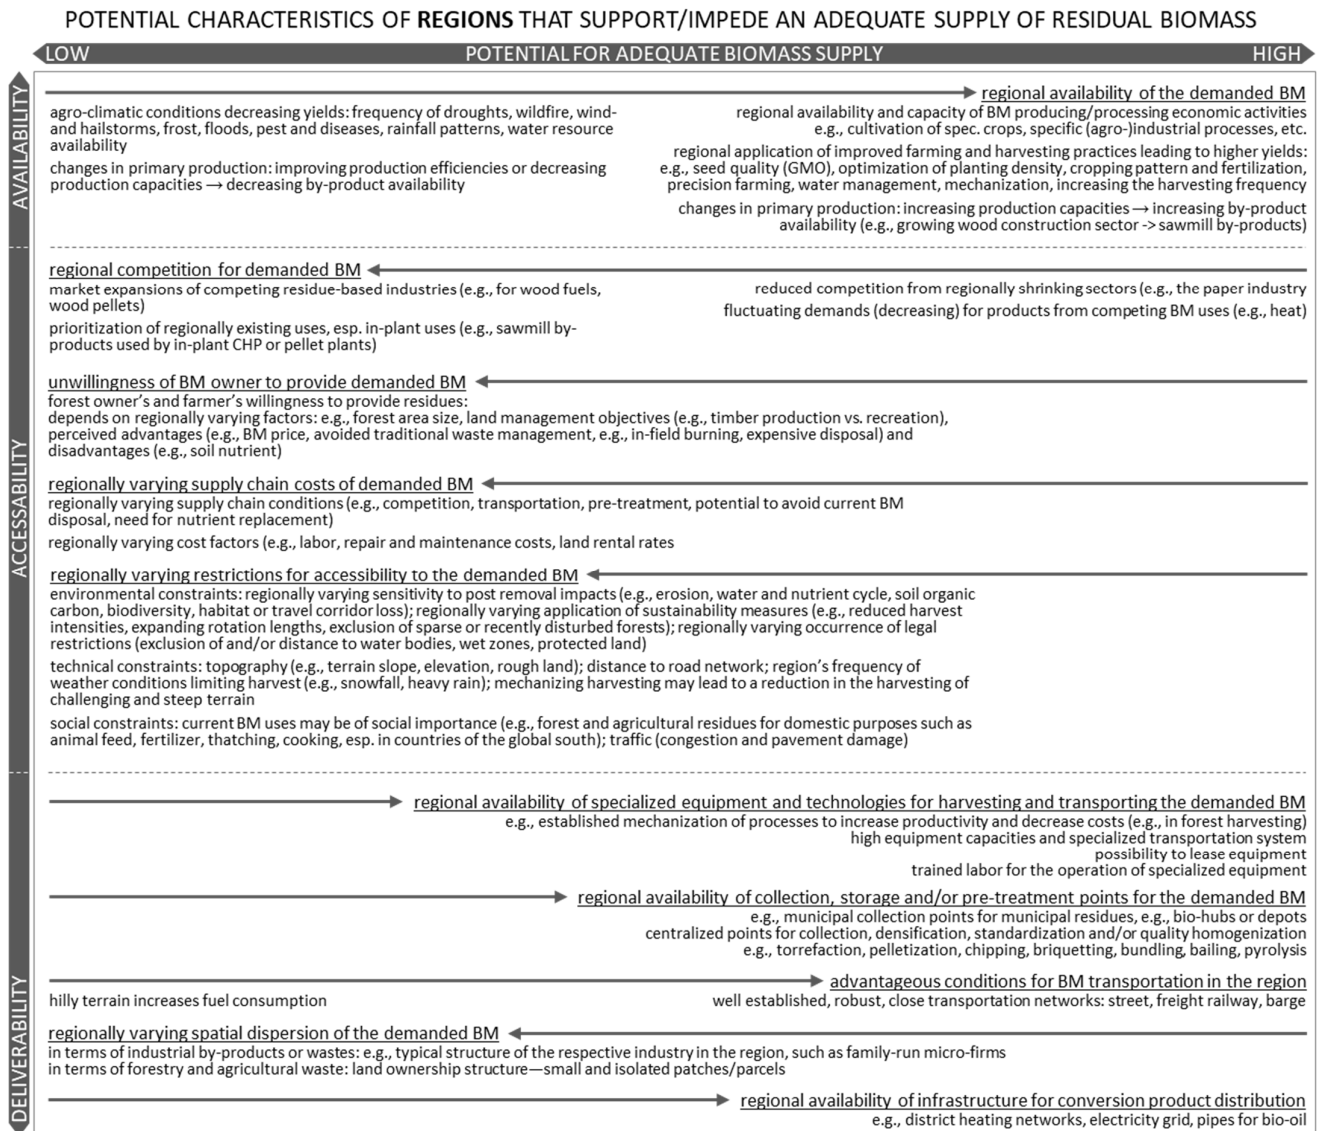 POTENTIAL CHARACTERISTICS OF REGIONS THAT SUPPORT/IMPEDE AN ADEQUATE SUPPLY OF RESIDUAL BIOMASS
LOW POTENTIAL FOR ADEQUATE BIOMASS SUPPLY HIGH
AVAILABILITY
regional availability of the demanded BM
agro-climatic conditions decreasing yields: frequency of droughts, wildfire, wind-
and hailstorms, frost, floods, pest and diseases, rainfall patterns, water resource
availability
changes in primary production: improving production efficiencies or decreasing
production capacities → decreasing by-product availability
regional availability and capacity of BM producing/processing economic activities
e.g., cultivation of spec. crops, specific (agro-)industrial processes, etc.
regional application of improved farming and harvesting practices leading to higher yields:
e.g., seed quality (GMO), optimization of planting density, cropping pattern and fertilization,
precision farming, water management, mechanization, increasing the harvesting frequency
changes in primary production: increasing production capacities → increasing by-product
availability (e.g., growing wood construction sector -> sawmill by-products)
ACCESSABILITY
regional competition for demanded BM
market expansions of competing residue-based industries (e.g., for wood fuels,
wood pellets)
prioritization of regionally existing uses, esp. in-plant uses (e.g., sawmill by-
products used by in-plant CHP or pellet plants)
reduced competition from regionally shrinking sectors (e.g., the paper industry
fluctuating demands (decreasing) for products from competing BM uses (e.g., heat)
unwillingness of BM owner to provide demanded BM
forest owner's and farmer's willingness to provide residues:
depends on regionally varying factors: e.g., forest area size, land management objectives (e.g., timber production vs. recreation),
perceived advantages (e.g., BM price, avoided traditional waste management, e.g., in-field burning, expensive disposal) and
disadvantages (e.g., soil nutrient)
regionally varying supply chain costs of demanded BM
regionally varying supply chain conditions (e.g., competition, transportation, pre-treatment, potential to avoid current BM
disposal, need for nutrient replacement)
regionally varying cost factors (e.g., labor, repair and maintenance costs, land rental rates
regionally varying restrictions for accessibility to the demanded BM
environmental constraints: regionally varying sensitivity to post removal impacts (e.g., erosion, water and nutrient cycle, soil organic
carbon, biodiversity, habitat or travel corridor loss); regionally varying application of sustainability measures (e.g., reduced harvest
intensities, expanding rotation lengths, exclusion of sparse or recently disturbed forests); regionally varying occurrence of legal
restrictions (exclusion of and/or distance to water bodies, wet zones, protected land)
technical constraints: topography (e.g., terrain slope, elevation, rough land); distance to road network; region's frequency of
weather conditions limiting harvest (e.g., snowfall, heavy rain); mechanizing harvesting may lead to a reduction in the harvesting of
challenging and steep terrain
social constraints: current BM uses may be of social importance (e.g., forest and agricultural residues for domestic purposes such as
animal feed, fertilizer, thatching, cooking, esp. in countries of the global south); traffic (congestion and pavement damage)
DELIVERABILITY
regional availability of specialized equipment and technologies for harvesting and transporting the demanded BM
e.g., established mechanization of processes to increase productivity and decrease costs (e.g., in forest harvesting)
high equipment capacities and specialized transportation system
possibility to lease equipment
trained labor for the operation of specialized equipment
regional availability of collection, storage and/or pre-treatment points for the demanded BM
e.g., municipal collection points for municipal residues, e.g., bio-hubs or depots
centralized points for collection, densification, standardization and/or quality homogenization
e.g., torrefaction, pelletization, chipping, briquetting, bundling, bailing, pyrolysis
advantageous conditions for BM transportation in the region
hilly terrain increases fuel consumption
well established, robust, close transportation networks: street, freight railway, barge
regionally varying spatial dispersion of the demanded BM
in terms of industrial by-products or wastes: e.g., typical structure of the respective industry in the region, such as family-run micro-firms
in terms of forestry and agricultural waste: land ownership structure—small and isolated patches/parcels
regional availability of infrastructure for conversion product distribution
e.g., district heating networks, electricity grid, pipes for bio-oil